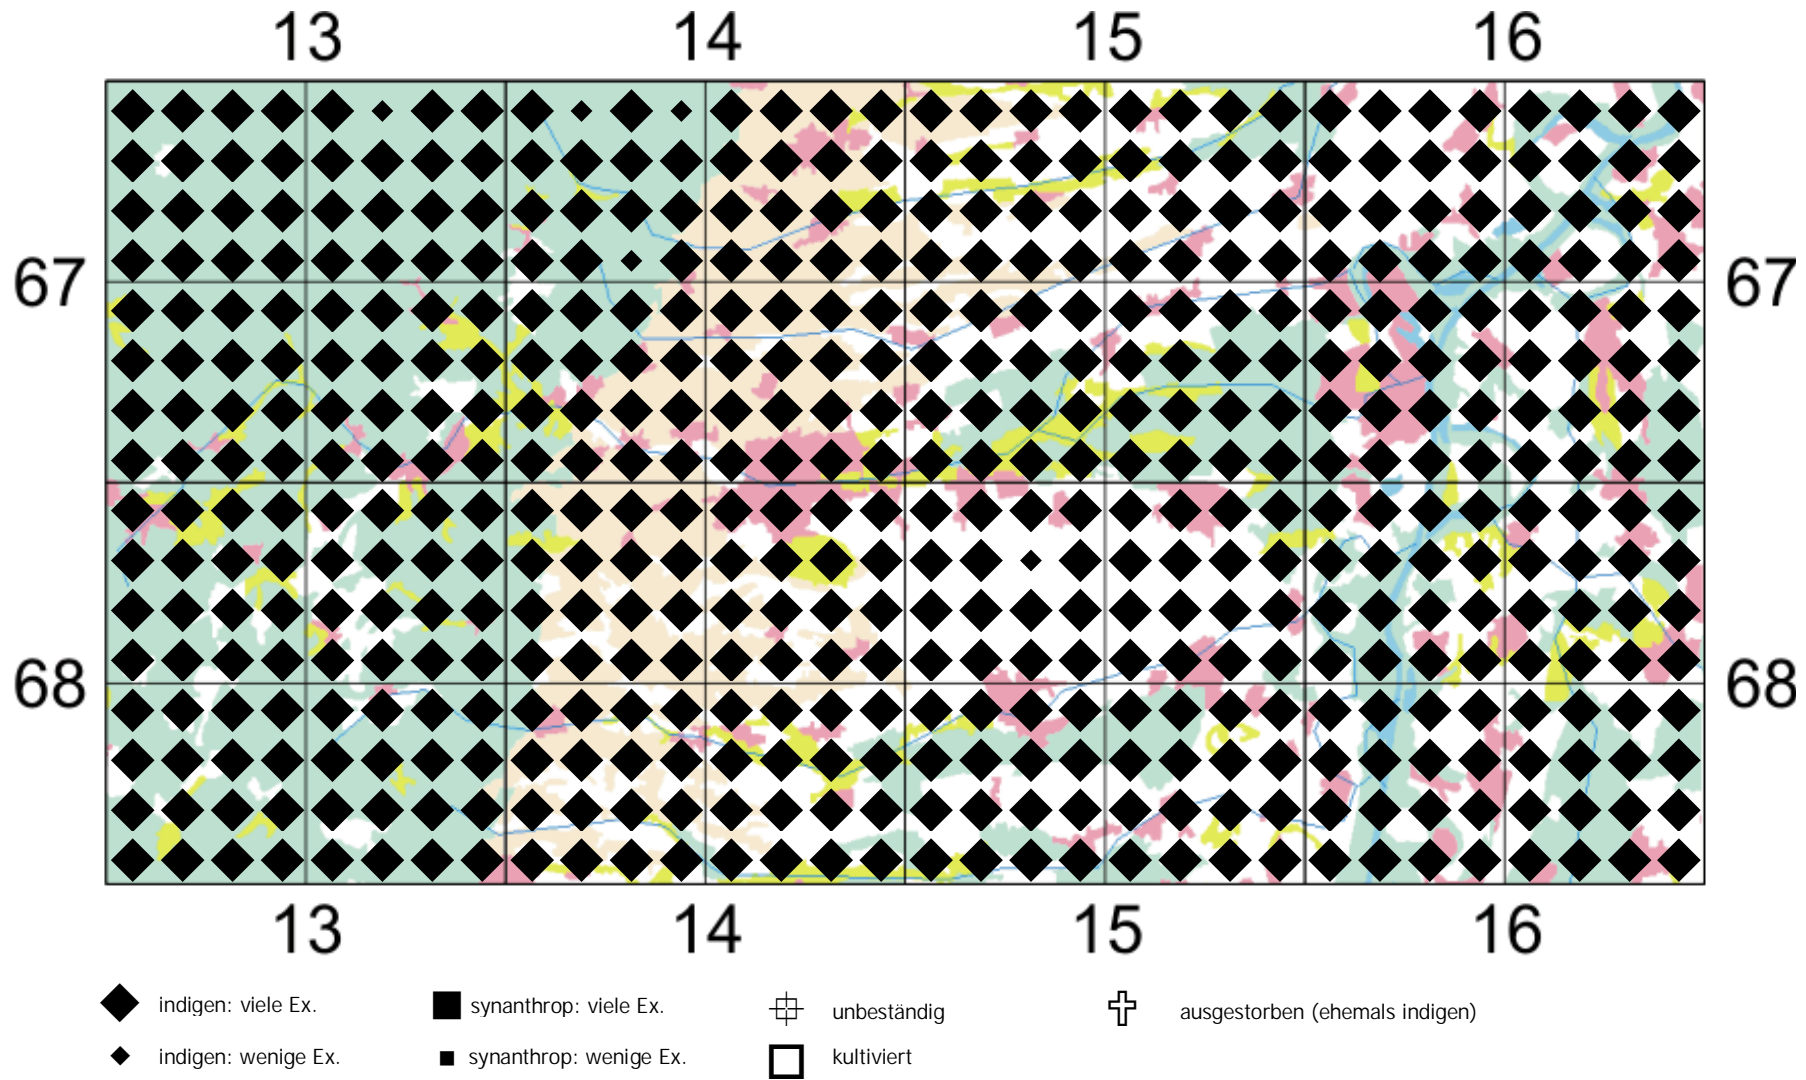 13 14 15 16
67 67
68 68
13 14 15 16
indigen: viele Ex. synanthrop: viele Ex. unbeständig ausgestorben (ehemals indigen)
indigen: wenige Ex. synanthrop: wenige Ex. kultiviert